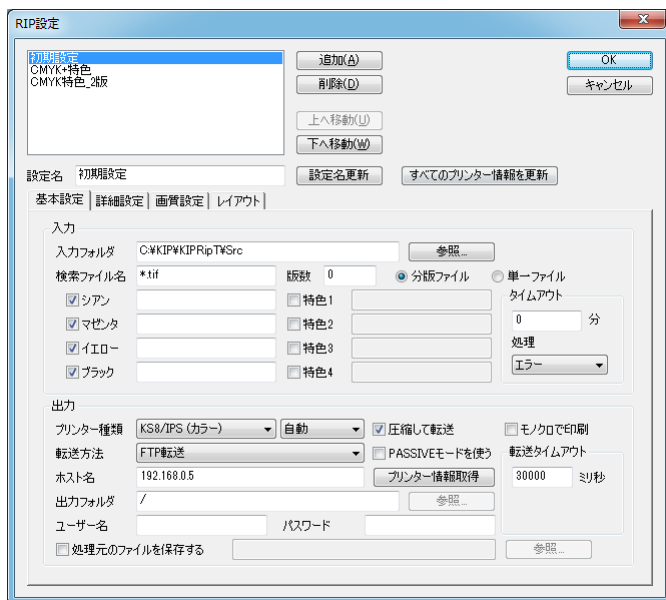 RIP設定
初期設定
CMYK+特色
CMYK特色_2版
追加(A)
削除(D)
上へ移動(U)
下へ移動(W)
OK
キャンセル
設定名 初期設定 設定名更新 すべてのプリンター情報を更新
基本設定 詳細設定 画質設定 レイアウト
入力
入力フォルダ C:¥KIP¥KIPRipT¥Src 参照...
検索ファイル名 *.tif 版数 0 分版ファイル 単一ファイル
シアン 特色1 タイムアウト
マゼンタ 特色2 0 分
イエロー 特色3 処理
ブラック 特色4 エラー
出力
プリンター種類 KS8/IPS (カラー) 自動 圧縮して転送 モノクロで印刷
転送方法 FTP転送 PASSIVEモードを使う 転送タイムアウト
ホスト名 192.168.0.5 プリンター情報取得 30000 ミリ秒
出力フォルダ / 参照...
ユーザー名 パスワード
処理元のファイルを保存する 参照...